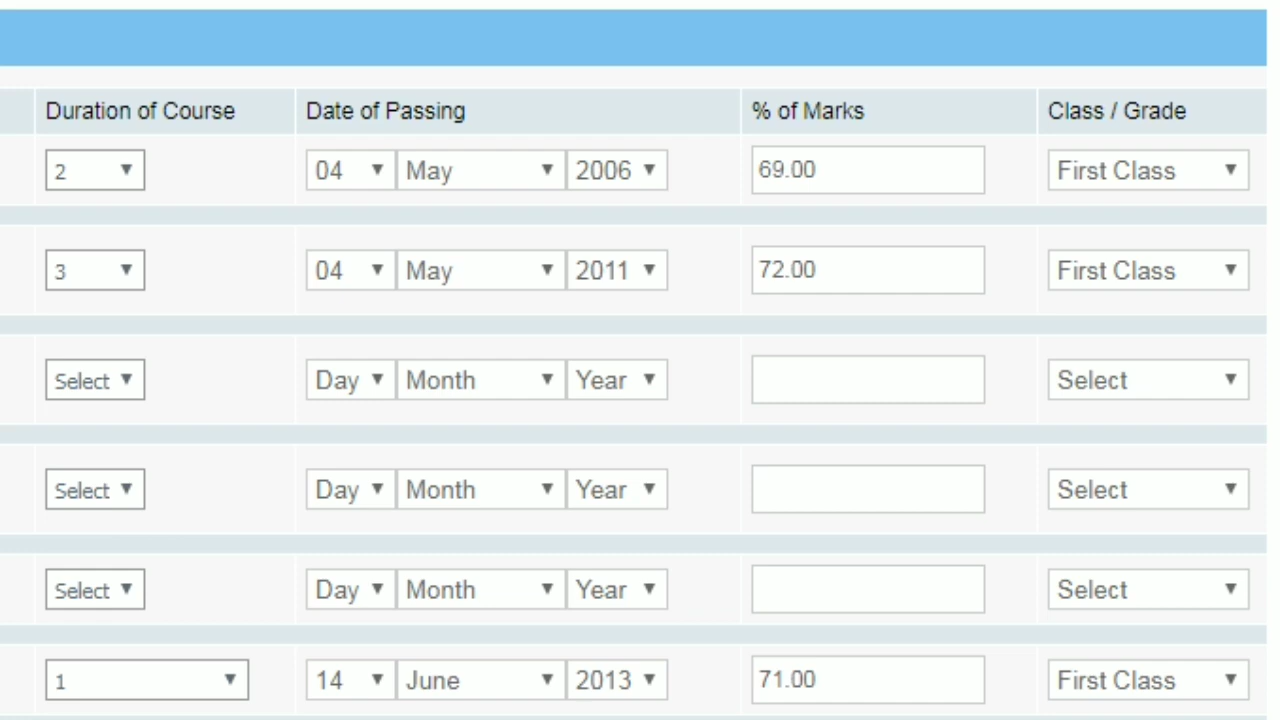 Duration of Course Date of Passing % of Marks Class / Grade
2 04 May 2006 69.00 First Class
3 04 May 2011 72.00 First Class
Select Day Month Year Select
Select Day Month Year Select
Select Day Month Year Select
1 14 June 2013 71.00 First Class